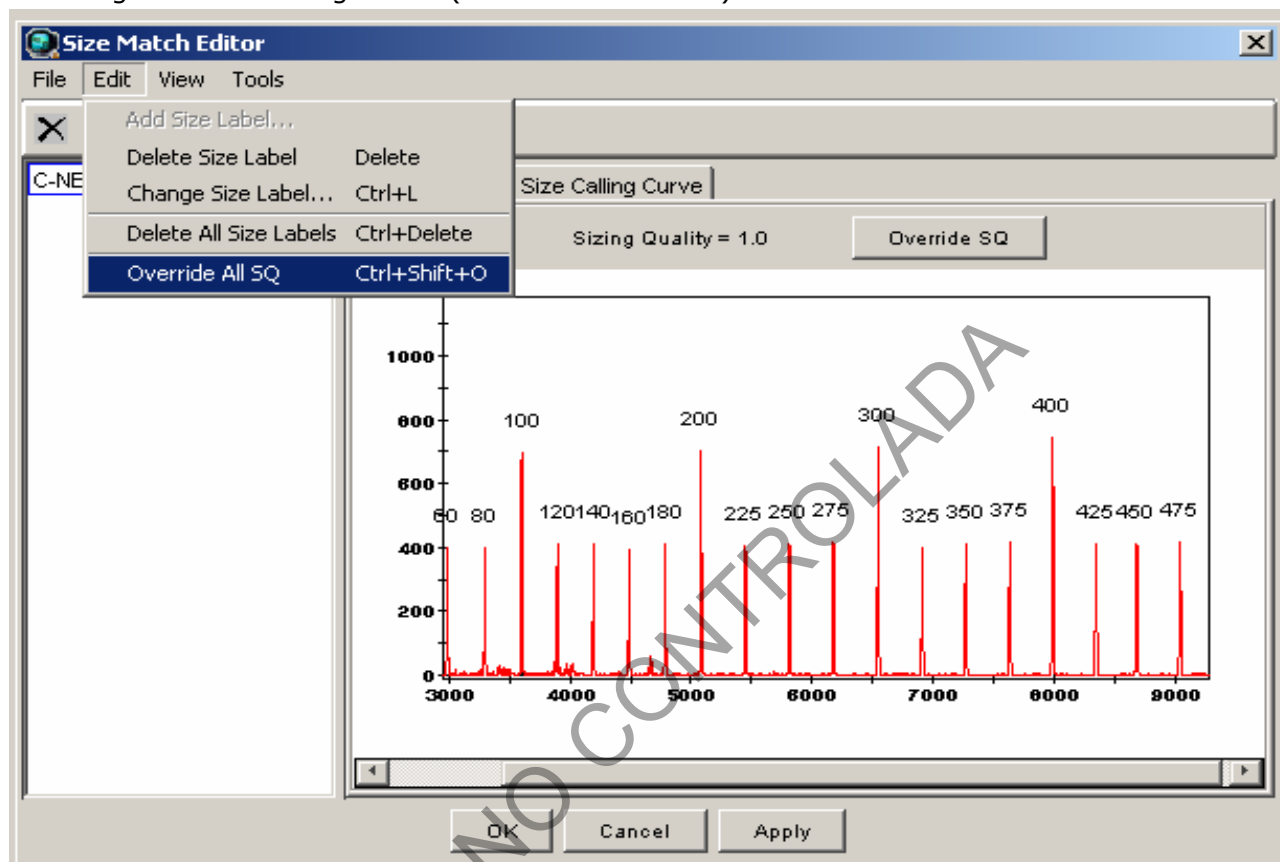 Size Match Editor
File Edit View Tools
Add Size Label...
Delete Size Label Delete
Change Size Label... Ctrl+L
Delete All Size Labels Ctrl+Delete
Override All SQ Ctrl+Shift+O
C-NE
Size Calling Curve
Sizing Quality = 1.0 Override SQ
1000
800
600
400
200
0
100 200 300 400
60 80 120 140 160 180 225 250 275 325 350 375 425 450 475
3000 4000 5000 6000 7000 8000 9000
OK Cancel Apply
NO CONTROLADA